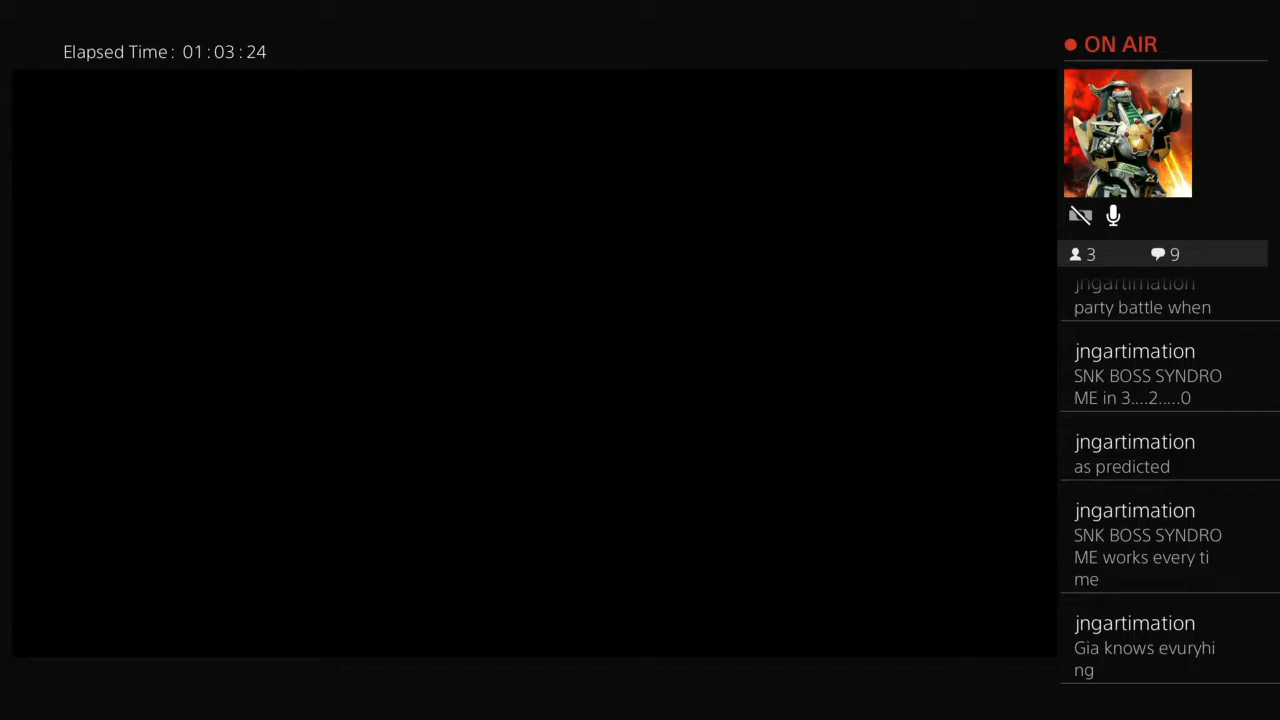 Elapsed Time: 01:03:24
ON AIR
3 9
jngartimation
party battle when
jngartimation
SNK BOSS SYNDRO
ME in 3....2.....0
jngartimation
as predicted
jngartimation
SNK BOSS SYNDRO
ME works every ti
me
jngartimation
Gia knows evuryhi
ng